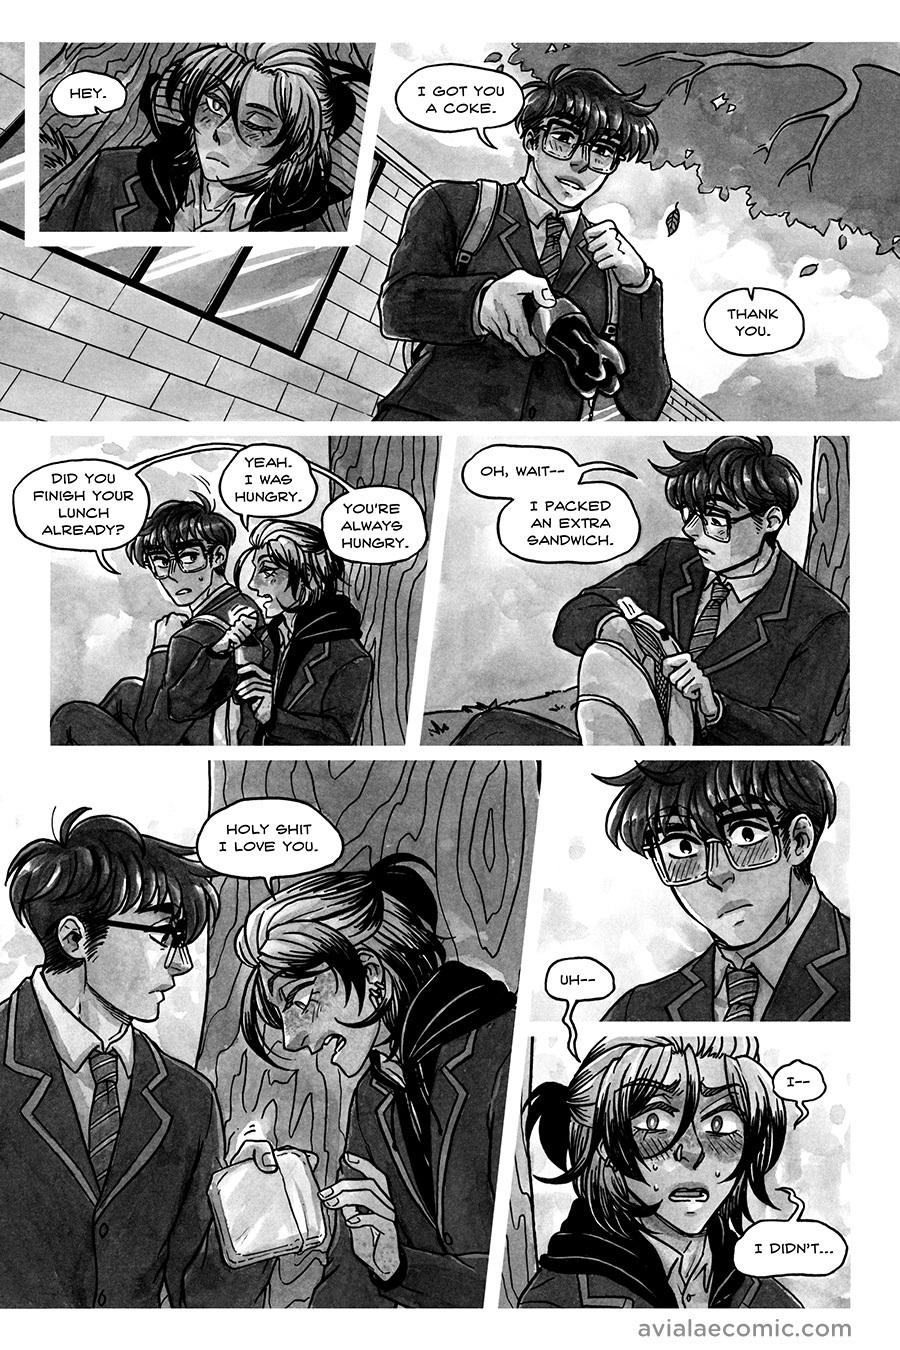 HEY.
I GOT YOU
A COKE.
THANK
YOU.
DID YOU
FINISH YOUR
LUNCH
ALREADY?
YEAH.
I WAS
HUNGRY.
YOU'RE
ALWAYS
HUNGRY.
OH, WAIT--
I PACKED
AN EXTRA
SANDWICH.
HOLY SHIT
I LOVE YOU.
UH--
I--
I DIDN'T...
avialaecomic.com